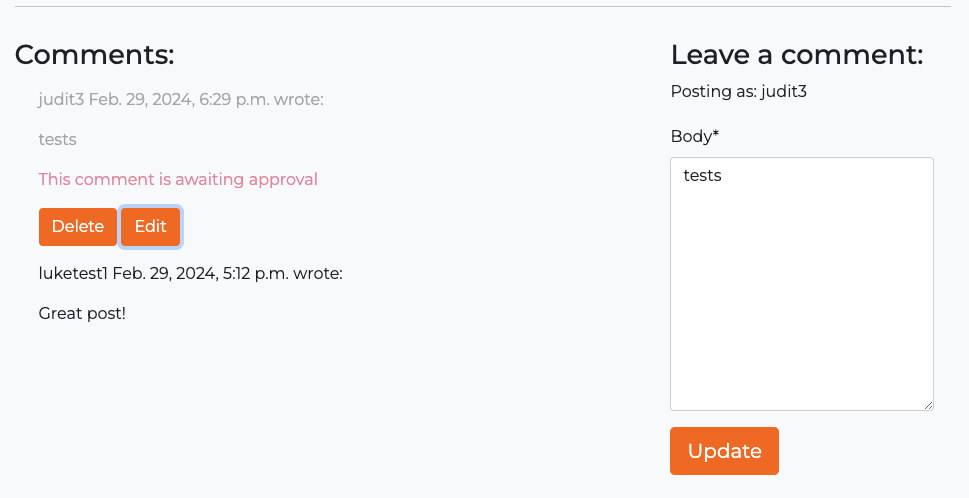 Comments:
judit3 Feb. 29, 2024, 6:29 p.m. wrote:
tests
This comment is awaiting approval
Delete
Edit
luketest1 Feb. 29, 2024, 5:12 p.m. wrote:
Great post!
Leave a comment:
Posting as: judit3
Body*
tests
Update